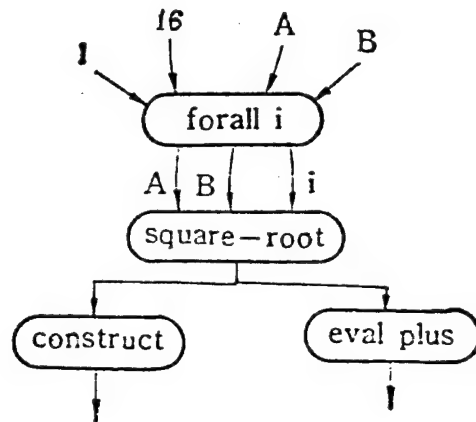 1 16 A B
forall i
A B i
square-root
construct eval plus